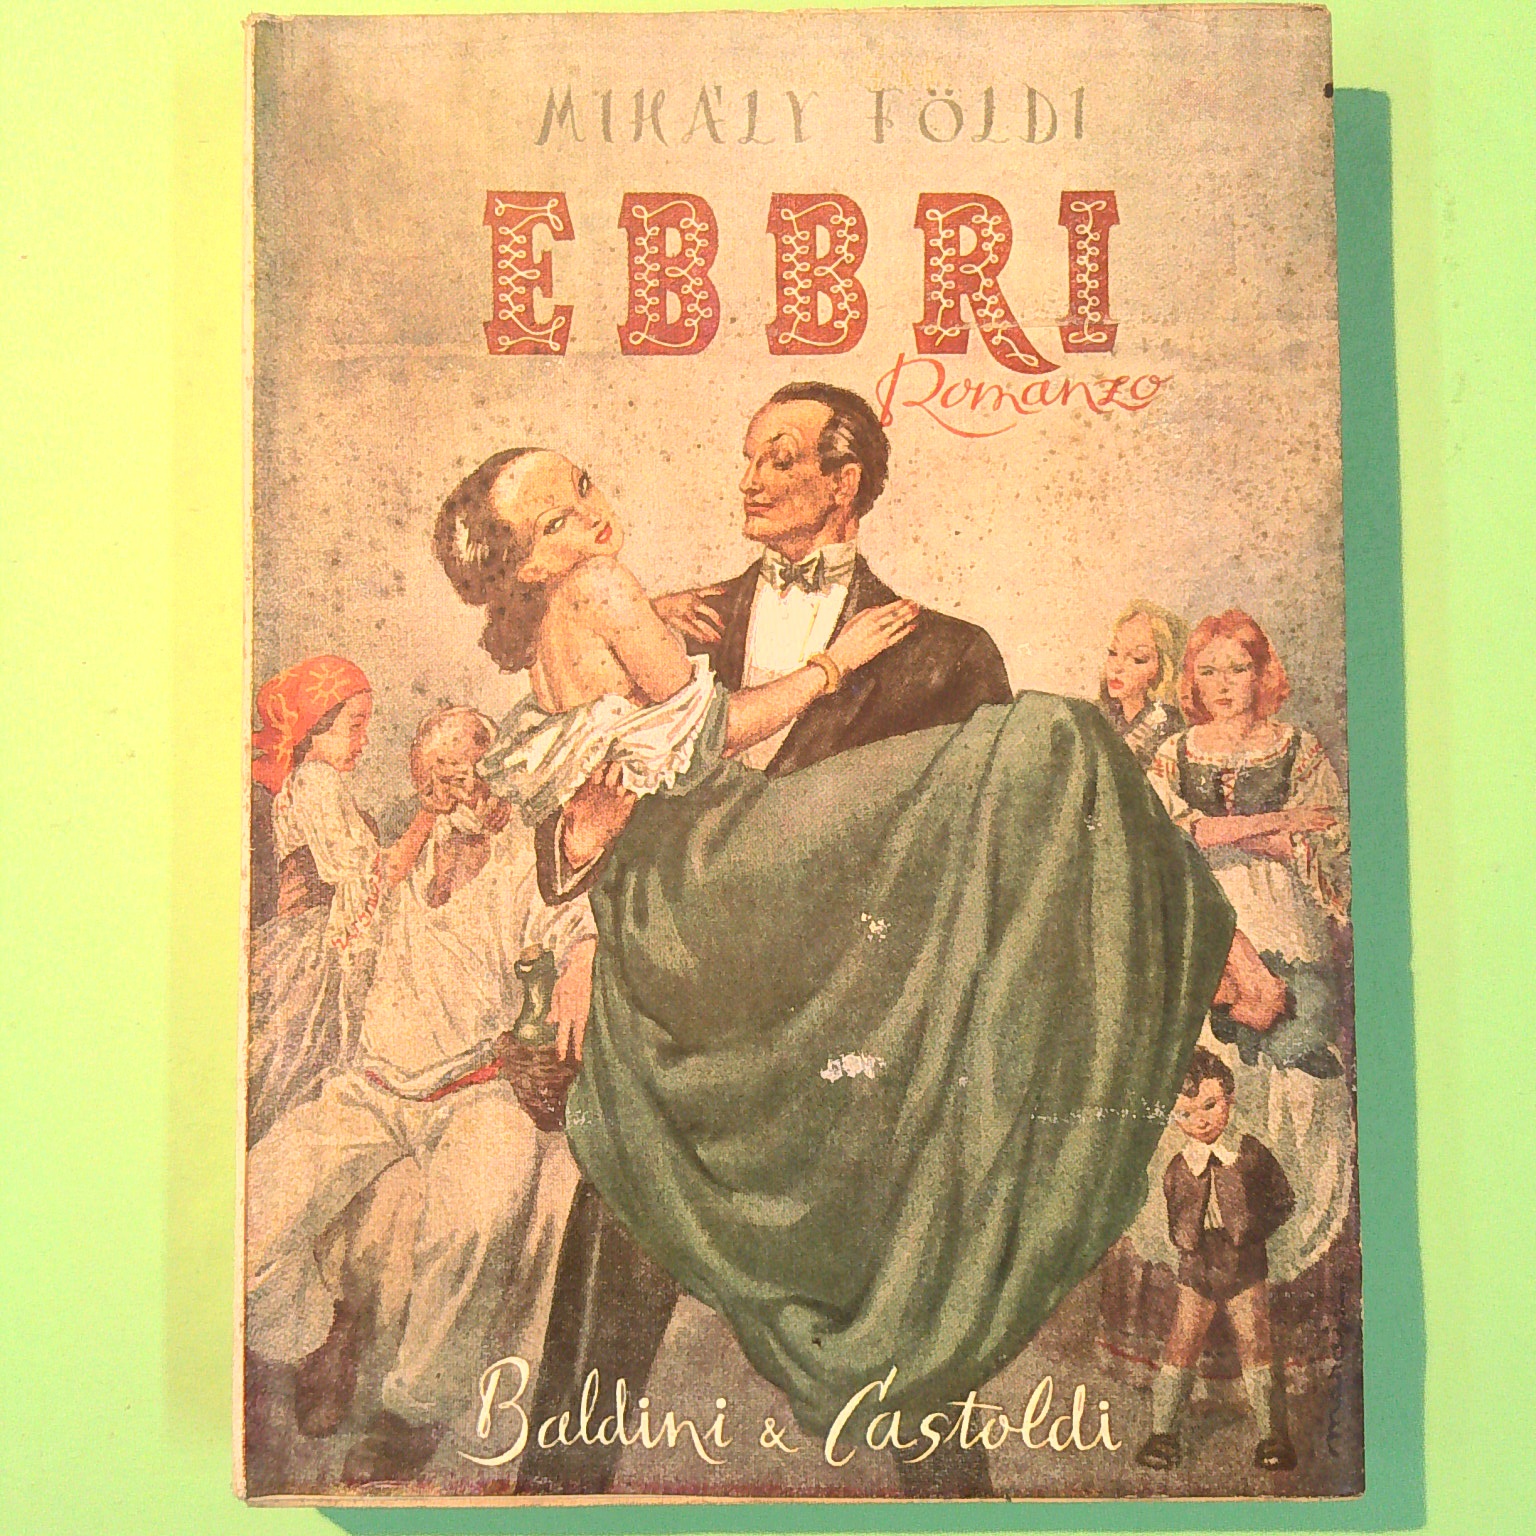 MIHÁLY FÖLDI
EBBRI
Romanzo
Baldini & Castoldi